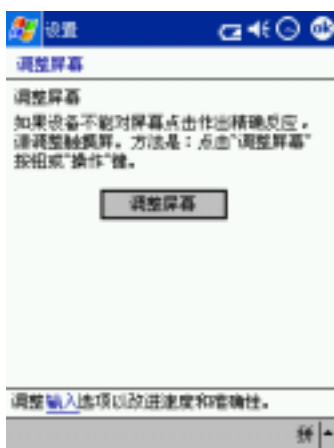 设置
ok
调整屏幕
调整屏幕
如果设备不能对屏幕点击作出精确反应，
请调整触摸屏。方法是：点击"调整屏幕"
按钮或"操作"键。
调整屏幕
调整输入选项以改进速度和准确性。
拼